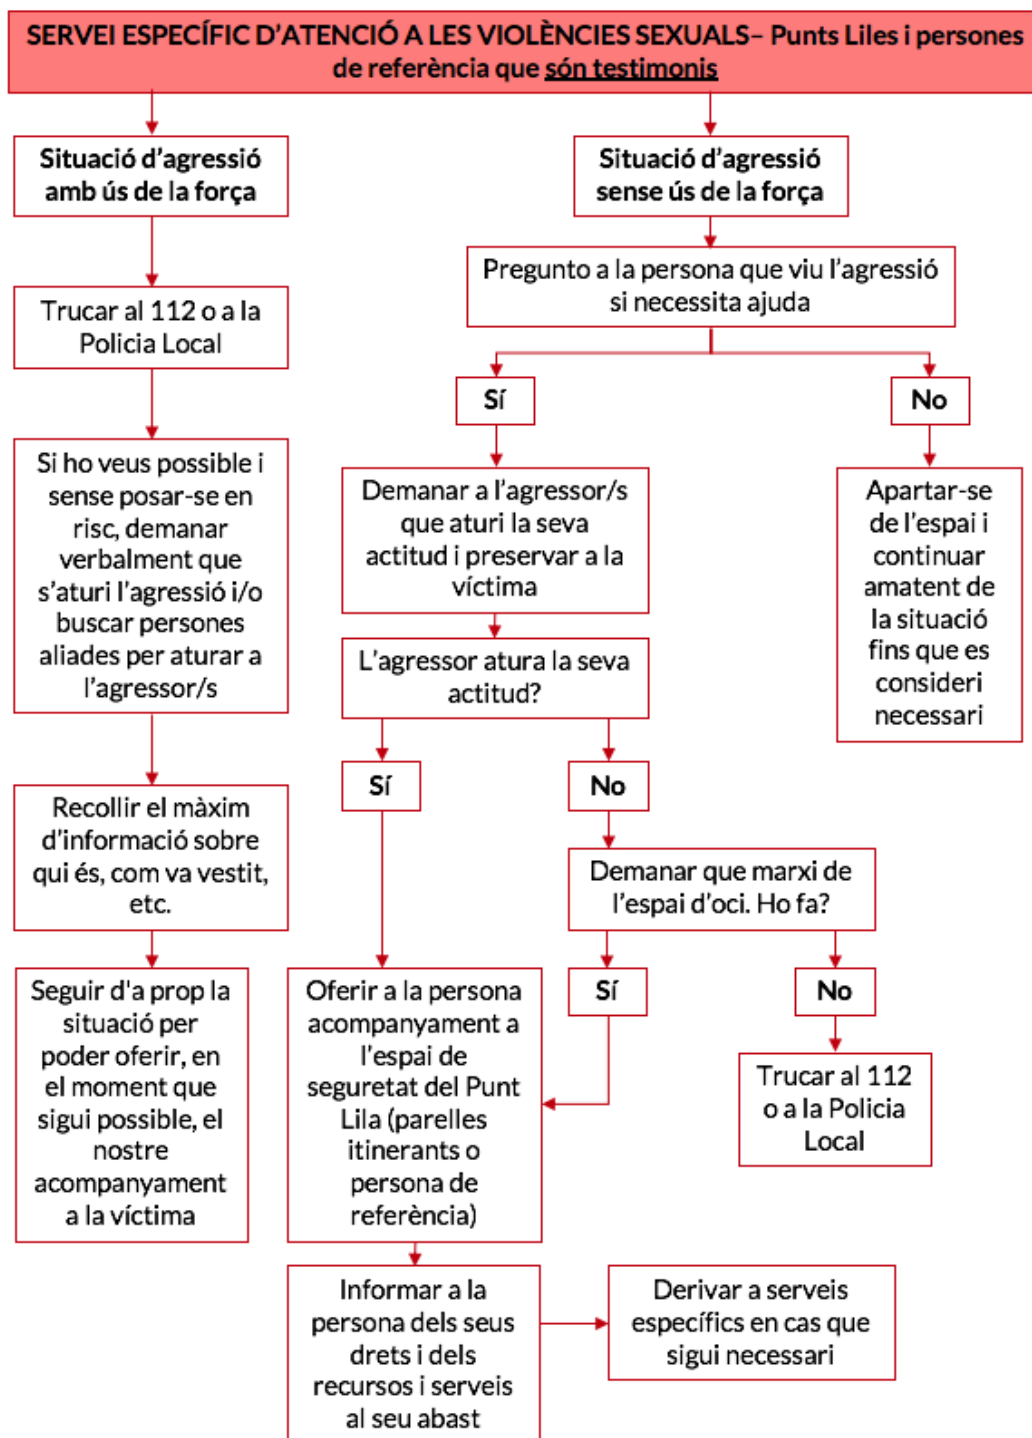 SERVEI ESPECÍFIC D'ATENCIÓ A LES VIOLÈNCIES SEXUALS– Punts Liles i persones
de referència que són testimonis
Situació d'agressió
amb ús de la força
Trucar al 112 o a la
Policia Local
Si ho veus possible i
sense posar-se en
risc, demanar
verbalment que
s'aturi l'agressió i/o
buscar persones
aliades per aturar a
l'agressor/s
Recollir el màxim
d'informació sobre
qui és, com va vestit,
etc.
Seguir d'a prop la
situació per
poder oferir, en
el moment que
sigui possible, el
nostre
acompanyament
a la víctima
Situació d'agressió
sense ús de la força
Pregunto a la persona que viu l'agressió
si necessita ajuda
Sí
No
Demanar a l'agressor/s
que aturi la seva
actitud i preservar a la
víctima
Apartar-se
de l'espai i
continuar
amatent de
la situació
fins que es
consideri
necessari
L'agressor atura la seva
actitud?
Sí
No
Demanar que marxi de
l'espai d'oci. Ho fa?
Sí
No
Oferir a la persona
acompanyament a
l'espai de
seguretat del Punt
Lila (parelles
itinerants o
persona de
referència)
Trucar al 112
o a la Policia
Local
Informar a la
persona dels seus
drets i dels
recursos i serveis
al seu abast
Derivar a serveis
específics en cas que
sigui necessari